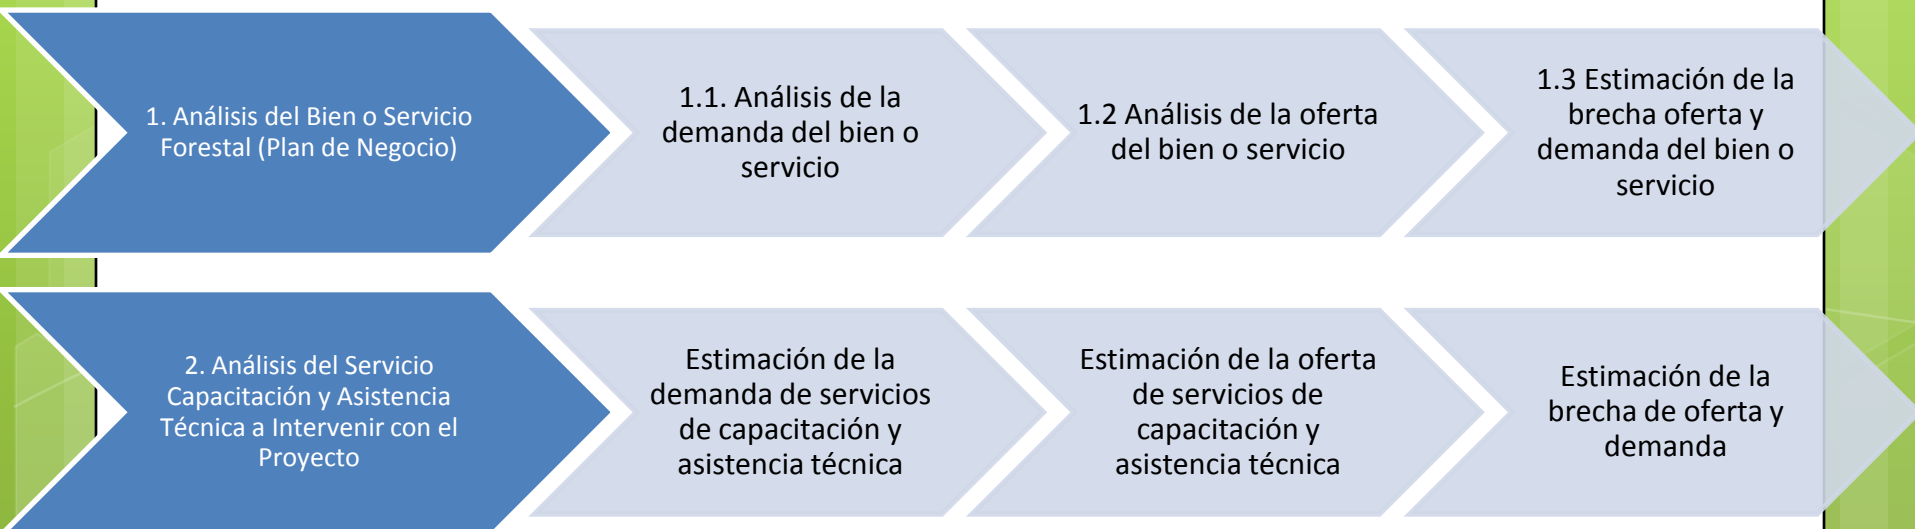 1. Análisis del Bien o Servicio
Forestal (Plan de Negocio)
1.1. Análisis de la
demanda del bien o
servicio
1.2 Análisis de la oferta
del bien o servicio
1.3 Estimación de la
brecha oferta y
demanda del bien o
servicio
2. Análisis del Servicio
Capacitación y Asistencia
Técnica a Intervenir con el
Proyecto
Estimación de la
demanda de servicios
de capacitación y
asistencia técnica
Estimación de la oferta
de servicios de
capacitación y
asistencia técnica
Estimación de la
brecha de oferta y
demanda